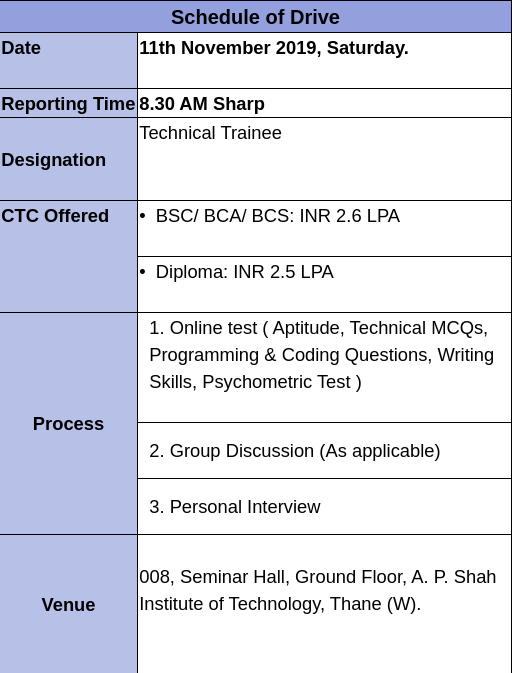 Schedule of Drive
Date
11th November 2019, Saturday.
Reporting Time
8.30 AM Sharp
Designation
Technical Trainee
CTC Offered
• BSC/ BCA/ BCS: INR 2.6 LPA
• Diploma: INR 2.5 LPA
Process
1. Online test ( Aptitude, Technical MCQs,
Programming & Coding Questions, Writing
Skills, Psychometric Test )
2. Group Discussion (As applicable)
3. Personal Interview
Venue
008, Seminar Hall, Ground Floor, A. P. Shah
Institute of Technology, Thane (W).